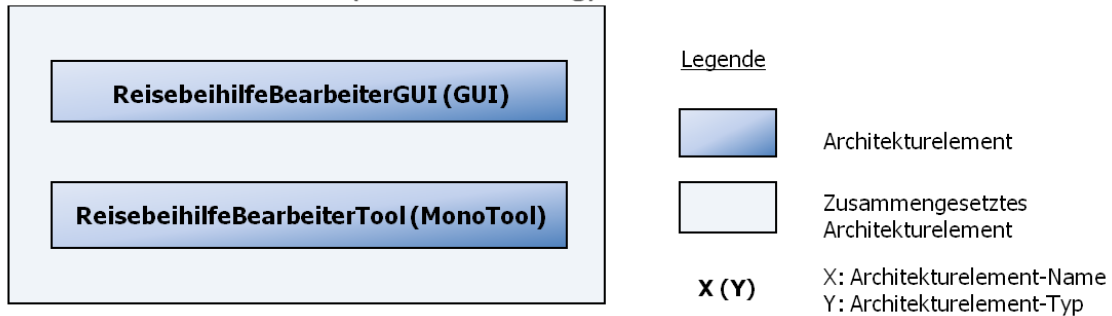 ReisebeihilfeBearbeiterGUI (GUI)
ReisebeihilfeBearbeiterTool (MonoTool)
Legende
Architekturelement
Zusammengesetztes
Architekturelement
X (Y)
X: Architekturelement-Name
Y: Architekturelement-Typ